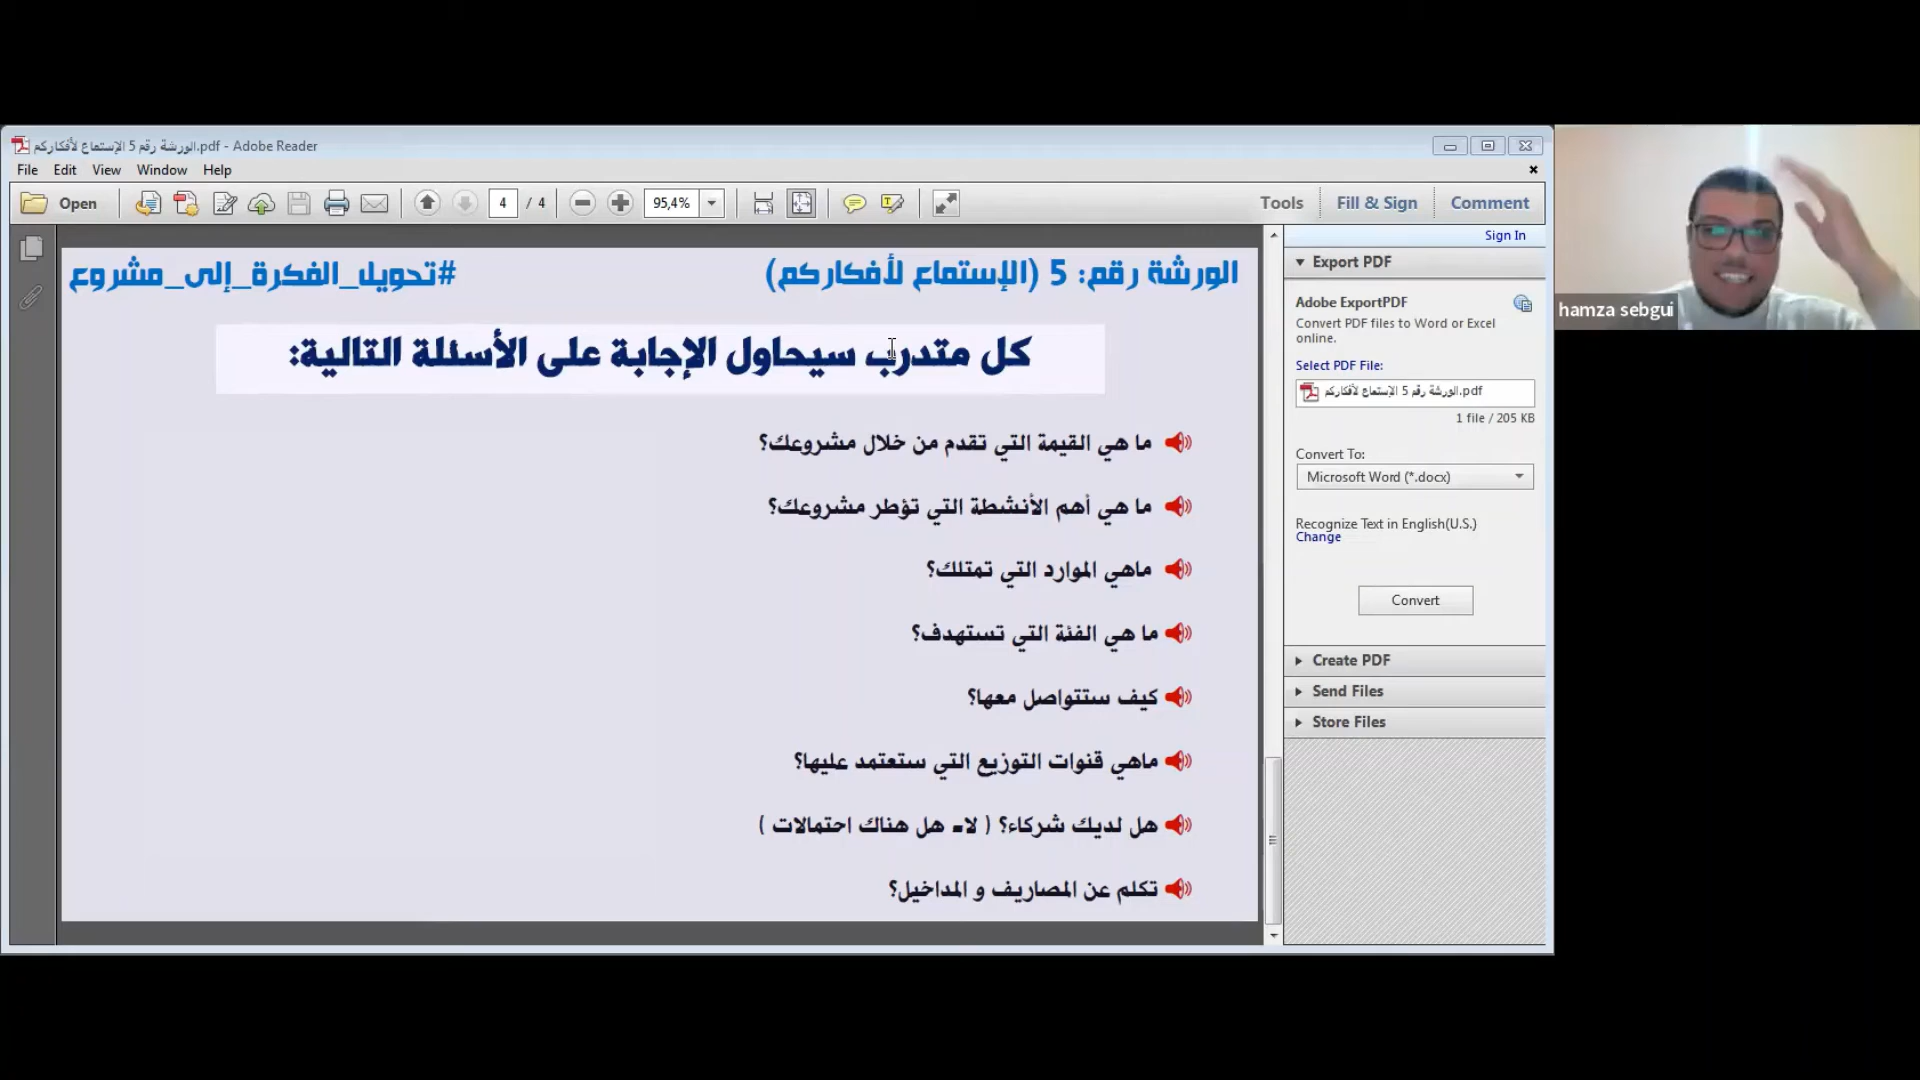 الورشة رقم 5 الإستماع لأفكاركم.pdf - Adobe Reader
File Edit View Window Help
Open 4 / 4 95,4% Tools Fill & Sign Comment
Sign In
الورشة رقم: 5 (الإستماع لأفكاركم) #تحويل_الفكرة_إلى_مشروع
كل متدرب سيحاول الإجابة على الأسئلة التالية:
ما هي القيمة التي تقدم من خلال مشروعك؟
ما هي أهم الأنشطة التي تؤطر مشروعك؟
ماهي الموارد التي تمتلك؟
ما هي الفئة التي تستهدف؟
كيف ستتواصل معها؟
ماهي قنوات التوزيع التي ستعتمد عليها؟
هل لديك شركاء؟ ( لا- هل هناك احتمالات )
تكلم عن المصاريف و المداخيل؟
Export PDF
Adobe ExportPDF
Convert PDF files to Word or Excel
online.
Select PDF File:
الورشة رقم 5 الإستماع لأفكاركم.pdf
1 file / 205 KB
Convert To:
Microsoft Word (*.docx)
Recognize Text in English(U.S.)
Change
Convert
Create PDF
Send Files
Store Files
hamza sebgui